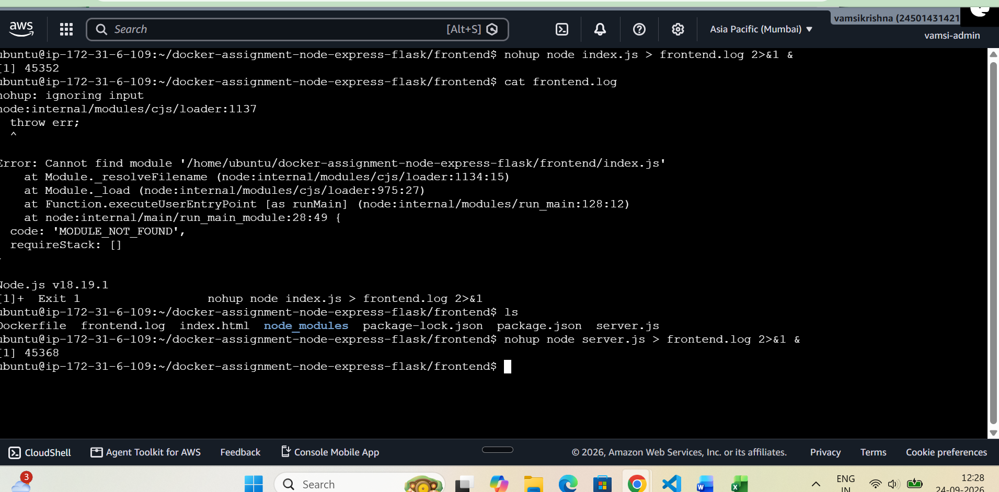 vamsikrishna (24501431421
aws
Search
[Alt+S]
Asia Pacific (Mumbai)
vamsi-admin
ubuntu@ip-172-31-6-109:~/docker-assignment-node-express-flask/frontend$ nohup node index.js > frontend.log 2>&1 &
[1] 45352
ubuntu@ip-172-31-6-109:~/docker-assignment-node-express-flask/frontend$ cat frontend.log
nohup: ignoring input
node:internal/modules/cjs/loader:1137
  throw err;
  ^
Error: Cannot find module '/home/ubuntu/docker-assignment-node-express-flask/frontend/index.js'
    at Module._resolveFilename (node:internal/modules/cjs/loader:1134:15)
    at Module._load (node:internal/modules/cjs/loader:975:27)
    at Function.executeUserEntryPoint [as runMain] (node:internal/modules/run_main:128:12)
    at node:internal/main/run_main_module:28:49 {
  code: 'MODULE_NOT_FOUND',
  requireStack: []
}
Node.js v18.19.1
[1]+  Exit 1                  nohup node index.js > frontend.log 2>&1
ubuntu@ip-172-31-6-109:~/docker-assignment-node-express-flask/frontend$ ls
Dockerfile  frontend.log  index.html  node_modules  package-lock.json  package.json  server.js
ubuntu@ip-172-31-6-109:~/docker-assignment-node-express-flask/frontend$ nohup node server.js > frontend.log 2>&1 &
[1] 45368
ubuntu@ip-172-31-6-109:~/docker-assignment-node-express-flask/frontend$
CloudShell
Agent Toolkit for AWS
Feedback
Console Mobile App
© 2026, Amazon Web Services, Inc. or its affiliates.
Privacy
Terms
Cookie preferences
3
Search
ENG
IN
12:28
24-09-2026